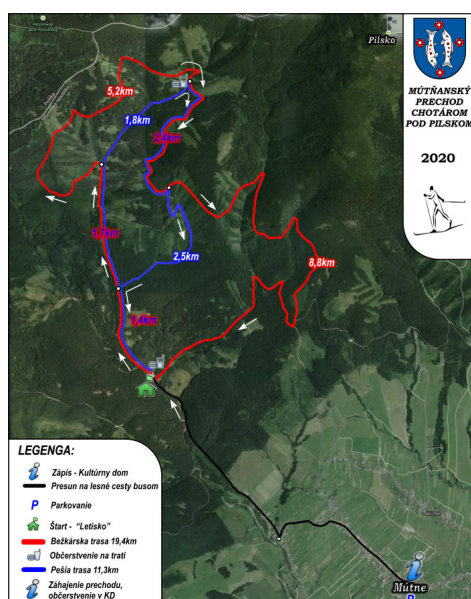 Pilsko
MÚTŇANSKÝ
PRECHOD
CHOTÁROM
POD PILSKOM
2020
5,2km
1,8km
2,4km
1,7km
2,5km
8,8km
1,4km
LEGENGA:
Zápis - Kultúrny dom
Presun na lesné cesty busom
P Parkovanie
Štart - "Letisko"
Bežkárska trasa 19,4km
Občerstvenie na trati
Pešia trasa 11,3km
Záhajenie prechodu,
občerstvenie v KD
Mútne
P